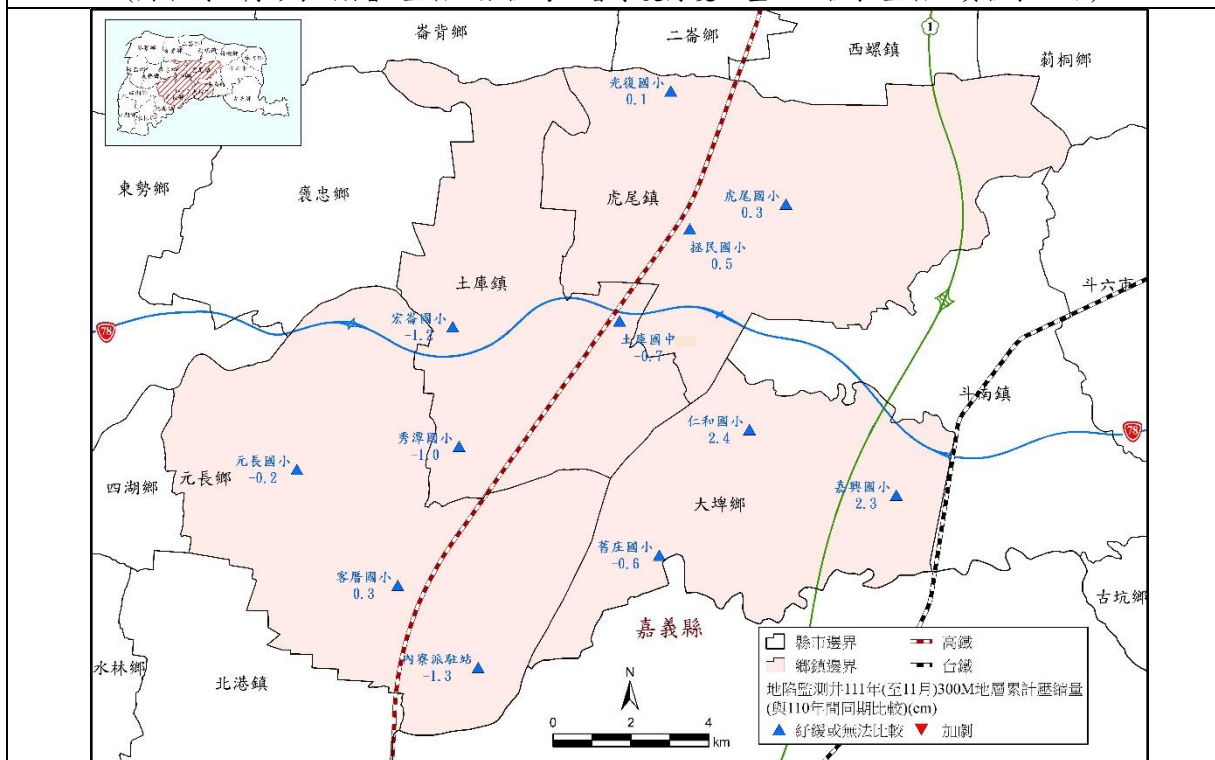 崙背鄉
二崙鄉
1
西螺鎮
莿桐鄉
光復國小
0.1
東勢鄉
褒忠鄉
虎尾鎮
虎尾國小
0.3
拯民國小
0.5
土庫鎮
斗六市
78
宏崙國小
-1.2
土庫國中
-0.7
斗南鎮
仁和國小
2.4
78
秀潭國小
-1.0
元長國小
-0.2
四湖鄉
元長鄉
大埤鄉
嘉興國小
2.3
舊庄國小
-0.6
客厝國小
0.3
古坑鄉
嘉義縣
水林鄉
北港鎮
內寮派駐站
-1.3
N
0 2 4
km
縣市邊界
高鐵
鄉鎮邊界
台鐵
地陷監測井111年(至11月)300M地層累計壓縮量
(與110年間同期比較)(cm)
紓緩或無法比較
加劇